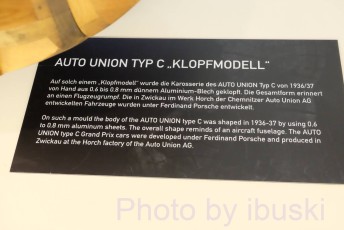 AUTO UNION TYP C „KLOPFMODELL“
Auf solch einem „Klopfmodell“ wurde die Karosserie des AUTO UNION Typ C von 1936/37
von Hand aus 0.6 bis 0,8 mm dünnem Aluminium-Blech geklopft. Die Gesamtform erinnert
an einen Flugzeugrumpf. Die in Zwickau im Werk Horch der Chemnitzer Auto Union AG
entwickelten Fahrzeuge wurden unter Ferdinand Porsche entwickelt.
On such a mould the body of the AUTO UNION type C was shaped in 1936-37 by using 0.6
to 0,8 mm aluminum sheets. The overall shape reminds of an aircraft fuselage. The AUTO
UNION type C Grand Prix cars were developed under Ferdinand Porsche and produced in
Zwickau at the Horch factory of the Auto Union AG.
Photo by ibuski